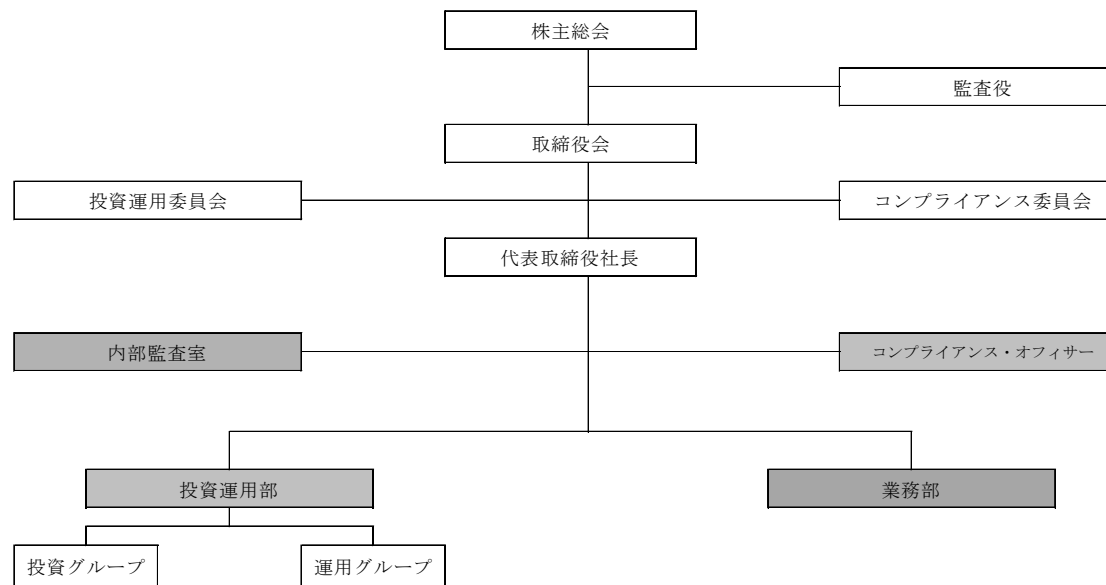 株主総会
監査役
取締役会
投資運用委員会
コンプライアンス委員会
代表取締役社長
内部監査室
コンプライアンス・オフィサー
投資運用部
業務部
投資グループ
運用グループ